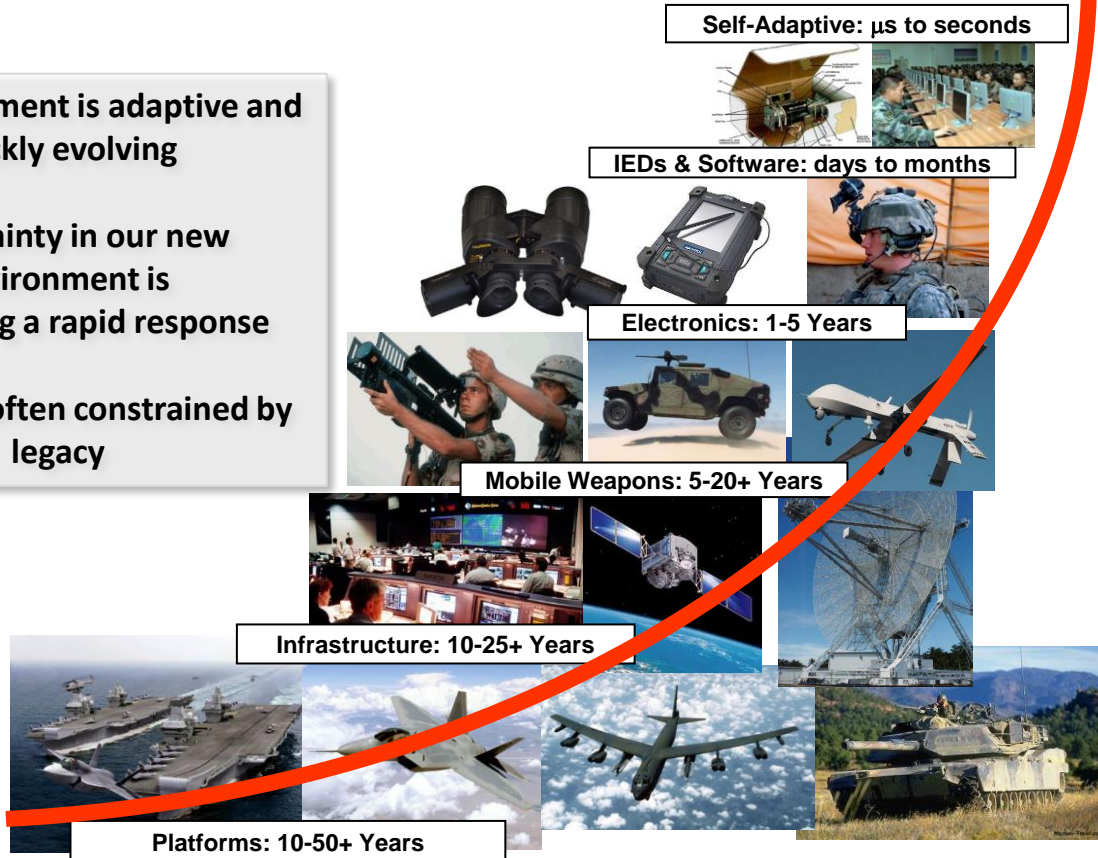 Self-Adaptive: μs to seconds
ment is adaptive and
kly evolving
ainty in our new
ironment is
g a rapid response
often constrained by
legacy
IEDs & Software: days to months
Electronics: 1-5 Years
Mobile Weapons: 5-20+ Years
Infrastructure: 10-25+ Years
Platforms: 10-50+ Years